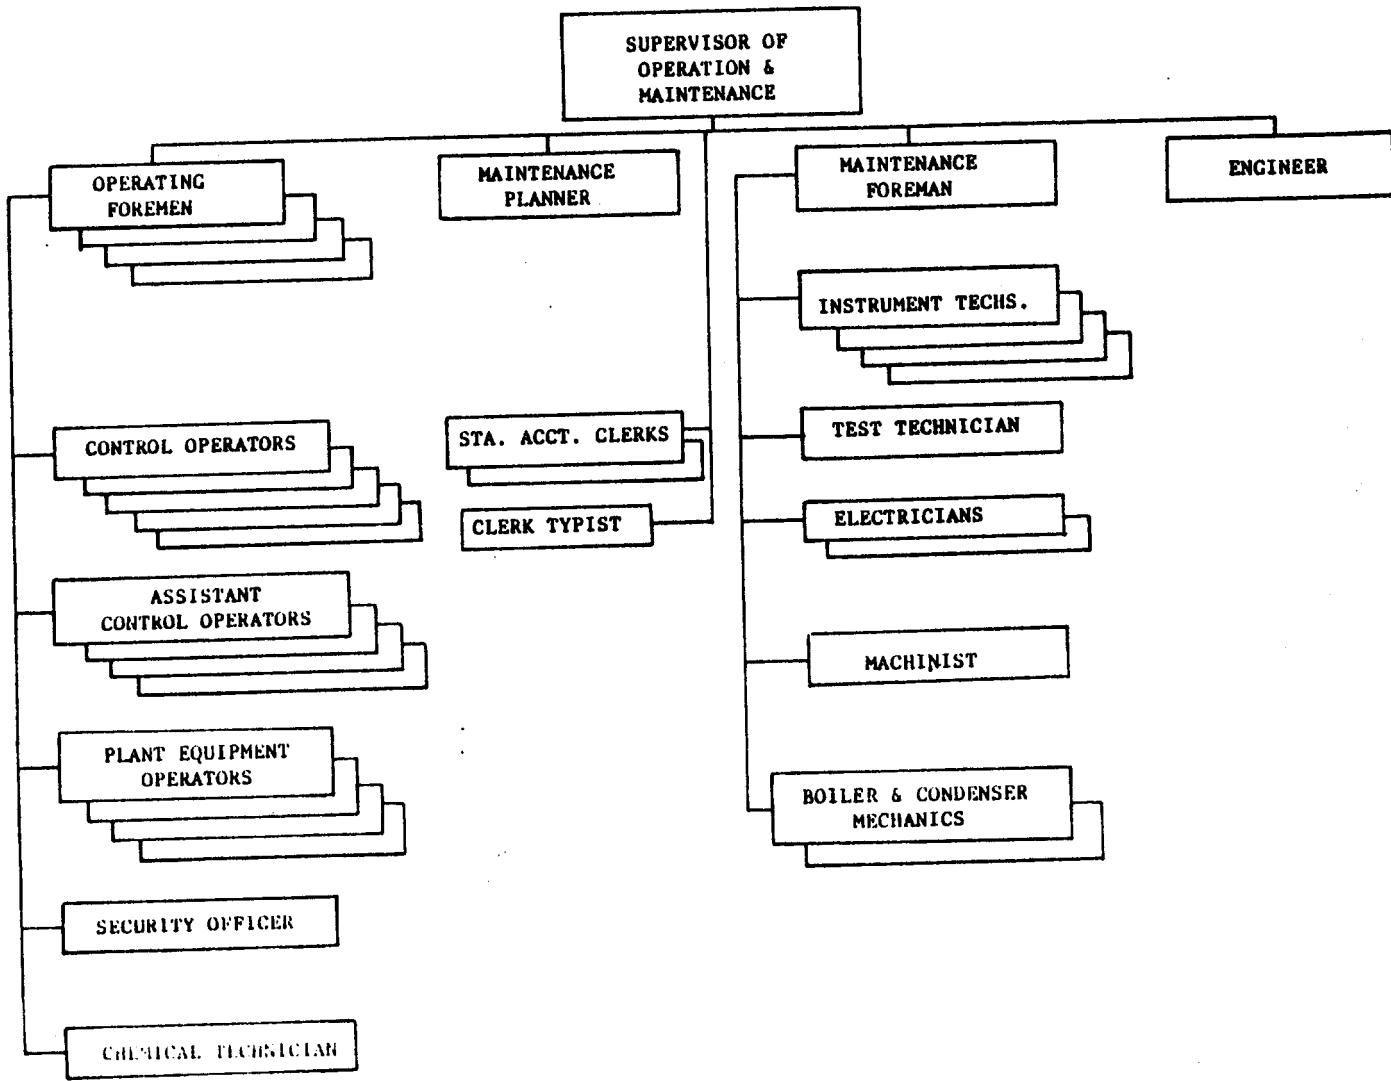 SUPERVISOR OF
OPERATION &
MAINTENANCE
OPERATING
FOREMEN
MAINTENANCE
PLANNER
MAINTENANCE
FOREMAN
ENGINEER
INSTRUMENT TECHS.
CONTROL OPERATORS
STA. ACCT. CLERKS
TEST TECHNICIAN
CLERK TYPIST
ELECTRICIANS
ASSISTANT
CONTROL OPERATORS
MACHINIST
PLANT EQUIPMENT
OPERATORS
BOILER & CONDENSER
MECHANICS
SECURITY OFFICER
CHEMICAL TECHNICIAN